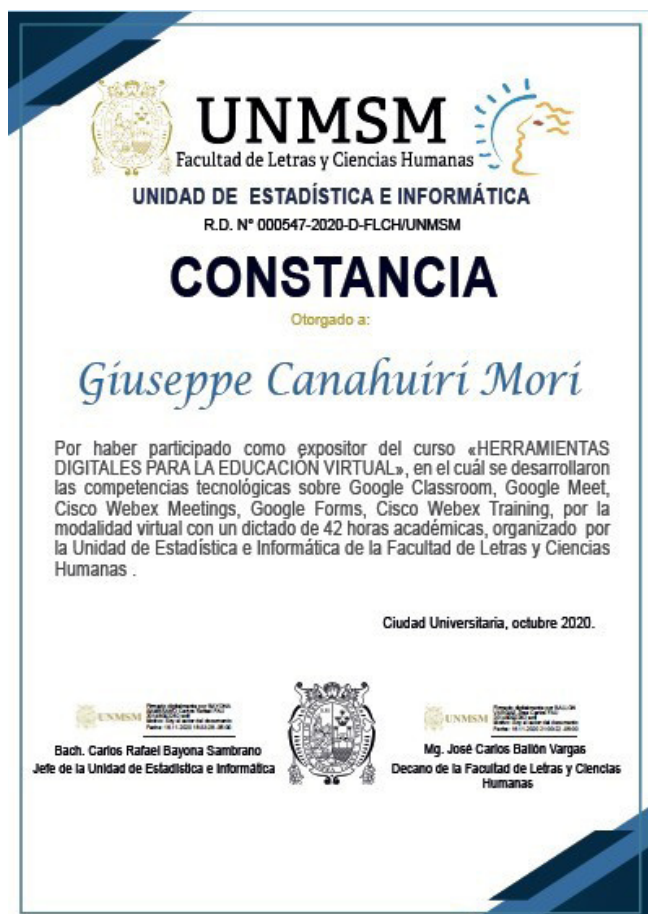 UNMSM
Facultad de Letras y Ciencias Humanas
UNIDAD DE ESTADÍSTICA E INFORMÁTICA
R.D. N° 000547-2020-D-FLCH/UNMSM
CONSTANCIA
Otorgado a:
Giuseppe Canahuiri Mori
Por haber participado como expositor del curso «HERRAMIENTAS
DIGITALES PARA LA EDUCACIÓN VIRTUAL», en el cuál se desarrollaron
las competencias tecnológicas sobre Google Classroom, Google Meet,
Cisco Webex Meetings, Google Forms, Cisco Webex Training, por la
modalidad virtual con un dictado de 42 horas académicas, organizado por
la Unidad de Estadística e Informática de la Facultad de Letras y Ciencias
Humanas .
Ciudad Universitaria, octubre 2020.
UNMSM
Bach. Carlos Rafael Bayona Sambrano
Jefe de la Unidad de Estadística e Informática
UNMSM
Mg. José Carlos Ballón Vargas
Decano de la Facultad de Letras y Ciencias
Humanas